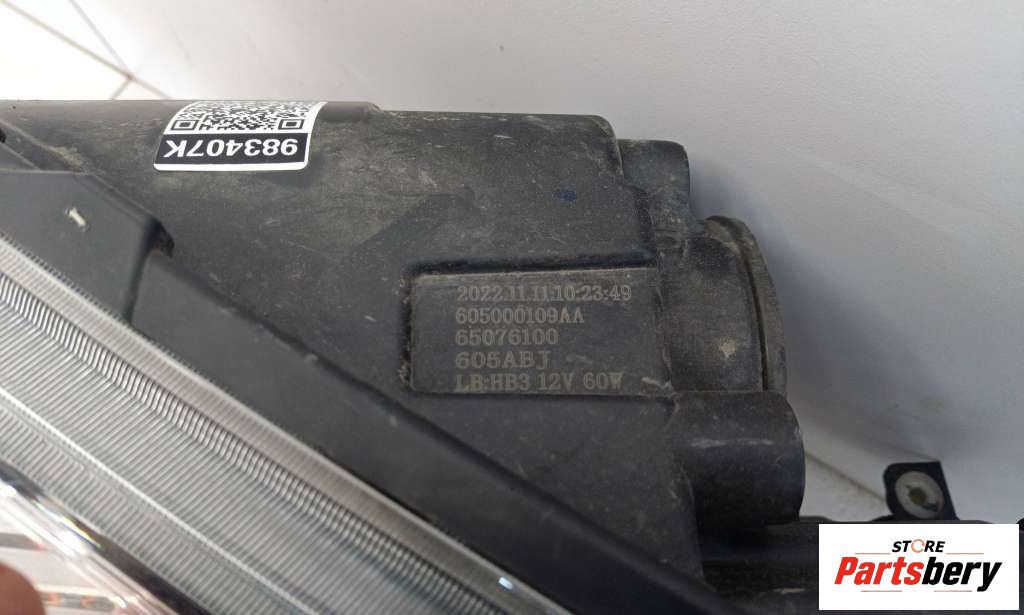 983407K
2022.11.11.10:23:49
605000109AA
65076100
605ABJ
LB:HB3 12V 60W
STORE
Partsbery